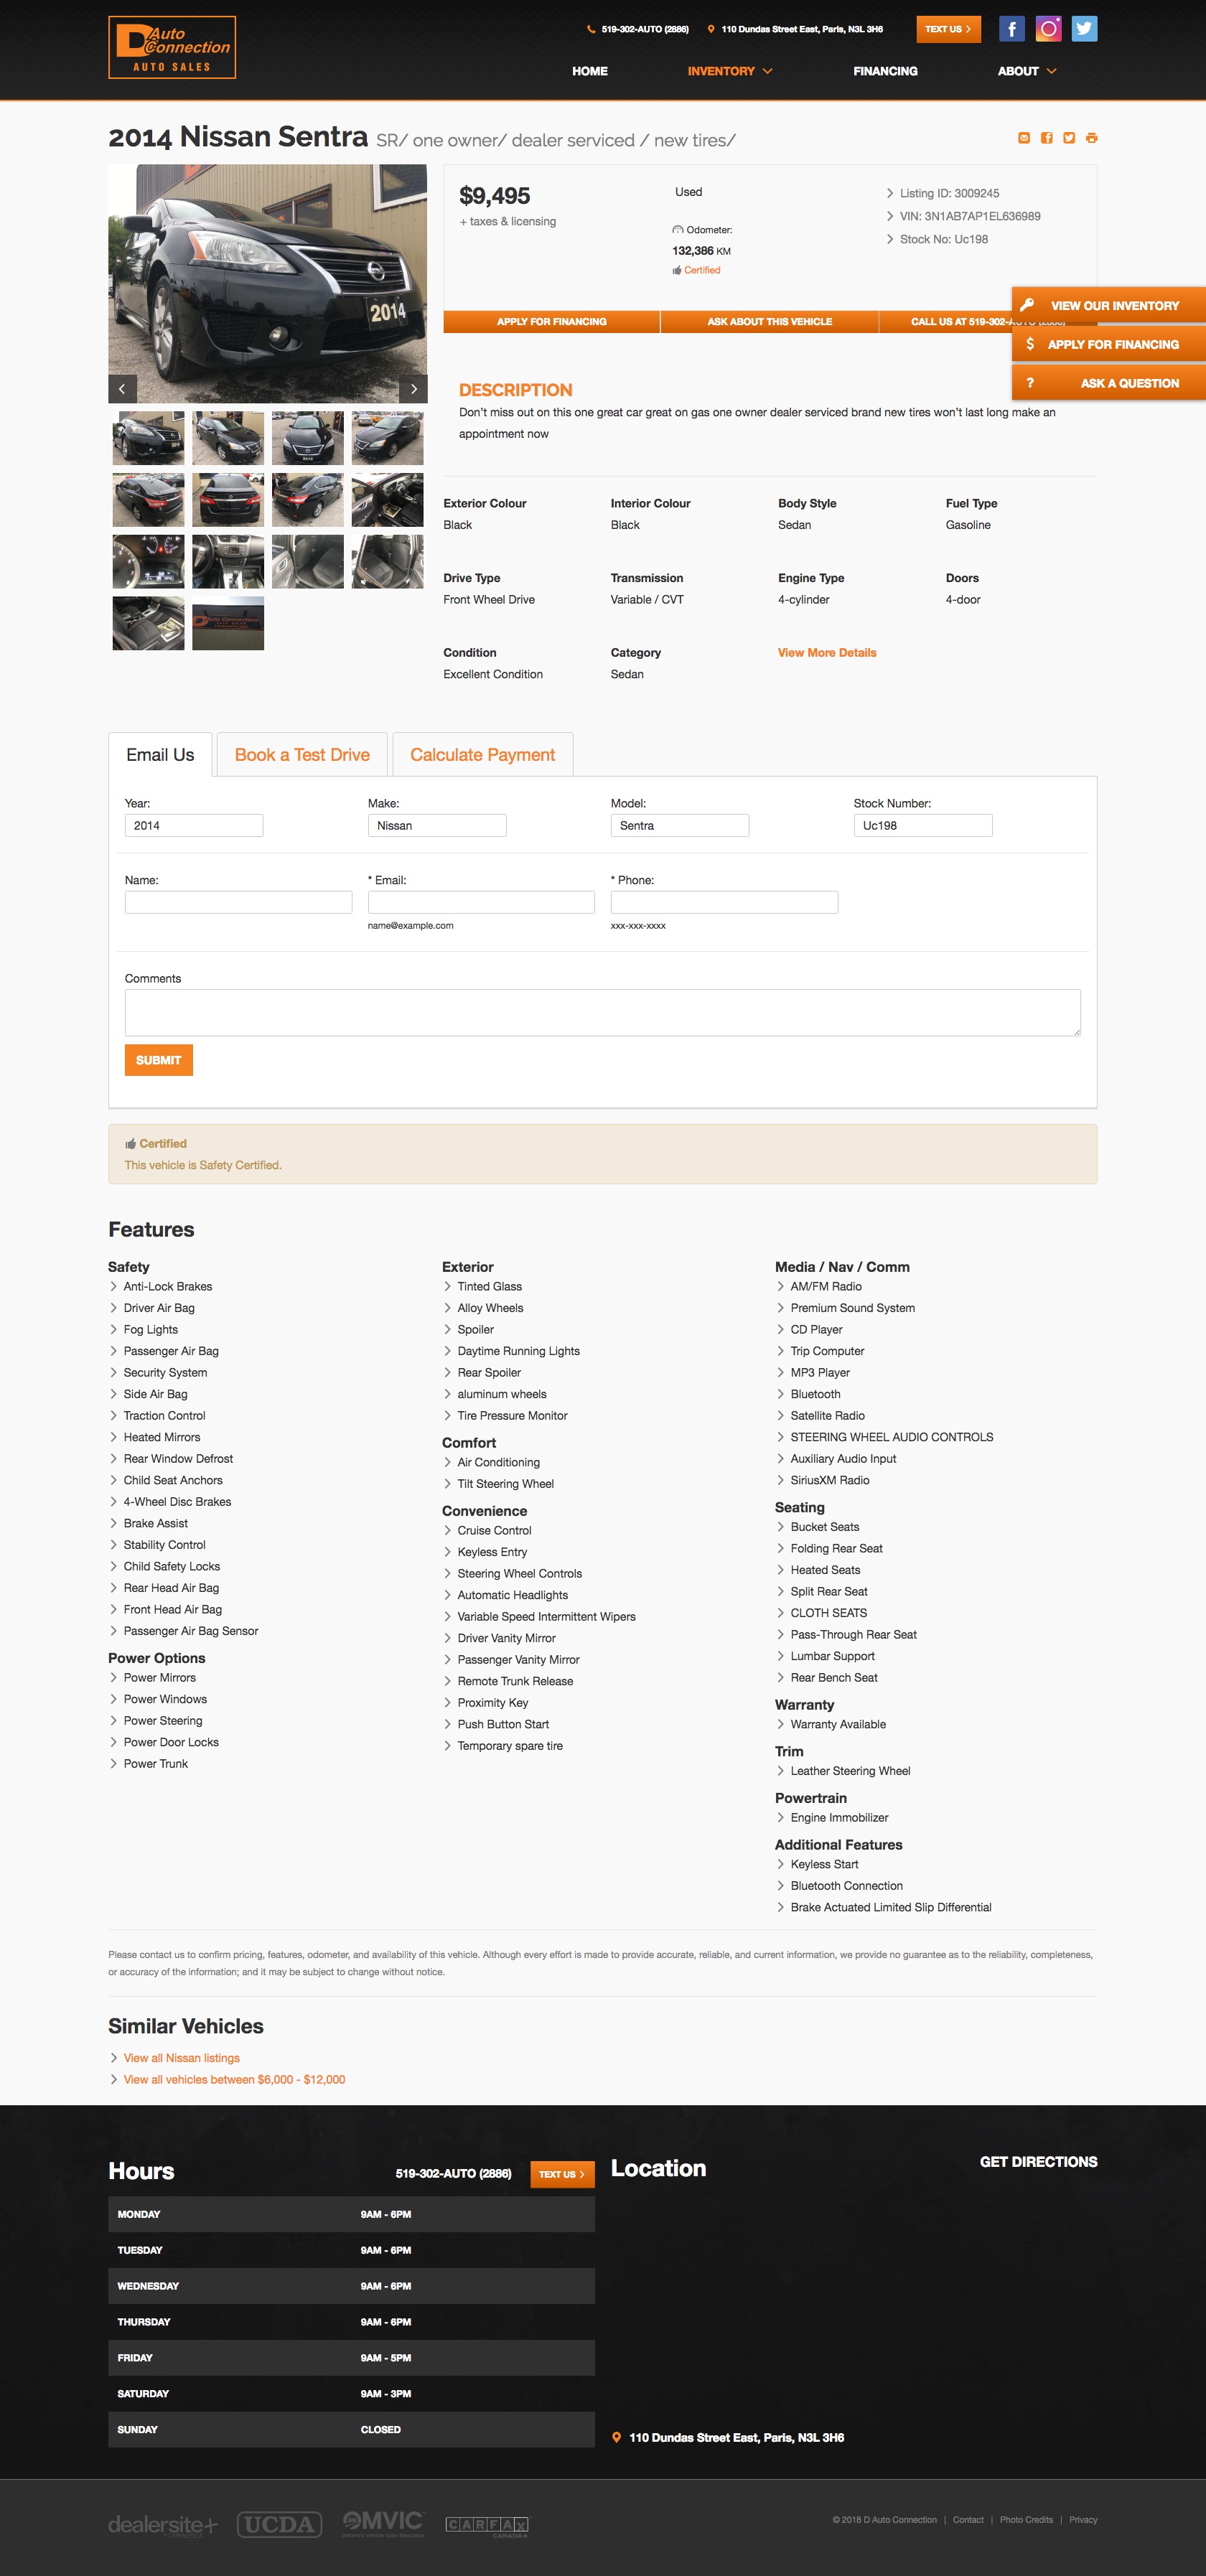 D Auto Connection
AUTO SALES
519-302-AUTO (2886)
110 Dundas Street East, Paris, N3L 3H6
TEXT US
HOME
INVENTORY
FINANCING
ABOUT
2014 Nissan Sentra SR/ one owner/ dealer serviced / new tires/
2014
$9,495
+ taxes & licensing
Used
Odometer:
132,386 KM
Certified
Listing ID: 3009245
VIN: 3N1AB7AP1EL636989
Stock No: Uc198
APPLY FOR FINANCING
ASK ABOUT THIS VEHICLE
CALL US AT 519-302-AUTO (2886)
VIEW OUR INVENTORY
$ APPLY FOR FINANCING
? ASK A QUESTION
DESCRIPTION
Don't miss out on this one great car great on gas one owner dealer serviced brand new tires won't last long make an
appointment now
Exterior Colour
Black
Interior Colour
Black
Body Style
Sedan
Fuel Type
Gasoline
Drive Type
Front Wheel Drive
Transmission
Variable / CVT
Engine Type
4-cylinder
Doors
4-door
Condition
Excellent Condition
Category
Sedan
View More Details
Email Us
Book a Test Drive
Calculate Payment
Year:
2014
Make:
Nissan
Model:
Sentra
Stock Number:
Uc198
Name:
* Email:
name@example.com
* Phone:
xxx-xxx-xxxx
Comments
SUBMIT
Certified
This vehicle is Safety Certified.
Features
Safety
Anti-Lock Brakes
Driver Air Bag
Fog Lights
Passenger Air Bag
Security System
Side Air Bag
Traction Control
Heated Mirrors
Rear Window Defrost
Child Seat Anchors
4-Wheel Disc Brakes
Brake Assist
Stability Control
Child Safety Locks
Rear Head Air Bag
Front Head Air Bag
Passenger Air Bag Sensor
Power Options
Power Mirrors
Power Windows
Power Steering
Power Door Locks
Power Trunk
Exterior
Tinted Glass
Alloy Wheels
Spoiler
Daytime Running Lights
Rear Spoiler
aluminum wheels
Tire Pressure Monitor
Comfort
Air Conditioning
Tilt Steering Wheel
Convenience
Cruise Control
Keyless Entry
Steering Wheel Controls
Automatic Headlights
Variable Speed Intermittent Wipers
Driver Vanity Mirror
Passenger Vanity Mirror
Remote Trunk Release
Proximity Key
Push Button Start
Temporary spare tire
Media / Nav / Comm
AM/FM Radio
Premium Sound System
CD Player
Trip Computer
MP3 Player
Bluetooth
Satellite Radio
STEERING WHEEL AUDIO CONTROLS
Auxiliary Audio Input
SiriusXM Radio
Seating
Bucket Seats
Folding Rear Seat
Heated Seats
Split Rear Seat
CLOTH SEATS
Pass-Through Rear Seat
Lumbar Support
Rear Bench Seat
Warranty
Warranty Available
Trim
Leather Steering Wheel
Powertrain
Engine Immobilizer
Additional Features
Keyless Start
Bluetooth Connection
Brake Actuated Limited Slip Differential
Please contact us to confirm pricing, features, odometer, and availability of this vehicle. Although every effort is made to provide accurate, reliable, and current information, we provide no guarantee as to the reliability, completeness,
or accuracy of the information; and it may be subject to change without notice.
Similar Vehicles
View all Nissan listings
View all vehicles between $6,000 - $12,000
Hours
519-302-AUTO (2886)
TEXT US
MONDAY 9AM - 6PM
TUESDAY 9AM - 6PM
WEDNESDAY 9AM - 6PM
THURSDAY 9AM - 6PM
FRIDAY 9AM - 5PM
SATURDAY 9AM - 3PM
SUNDAY CLOSED
Location
GET DIRECTIONS
110 Dundas Street East, Paris, N3L 3H6
dealersite+
UCDA
OMVIC
CARFAX
CANADA
© 2018 D Auto Connection | Contact | Photo Credits | Privacy